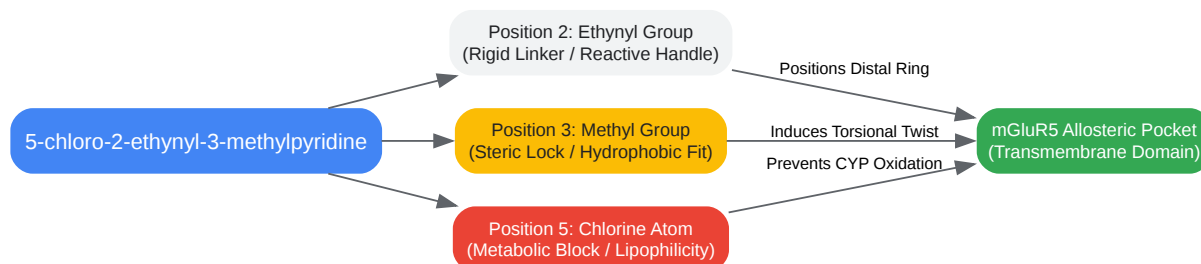 Position 2: Ethynyl Group
(Rigid Linker / Reactive Handle)
Positions Distal Ring
5-chloro-2-ethynyl-3-methylpyridine
Position 3: Methyl Group
(Steric Lock / Hydrophobic Fit)
Induces Torsional Twist
mGluR5 Allosteric Pocket
(Transmembrane Domain)
Prevents CYP Oxidation
Position 5: Chlorine Atom
(Metabolic Block / Lipophilicity)